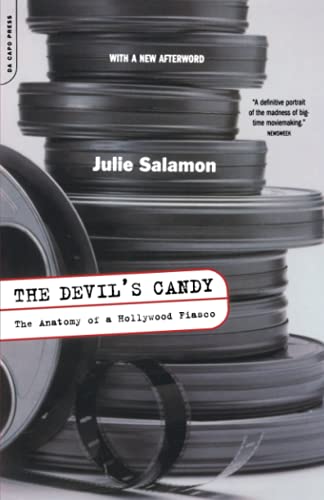 DA CAPO PRESS
WITH A NEW AFTERWORD
"A definitive portrait
of the madness of big-
time moviemaking."
NEWSWEEK
Julie Salamon
THE DEVIL'S CANDY
The Anatomy of a Hollywood Fiasco